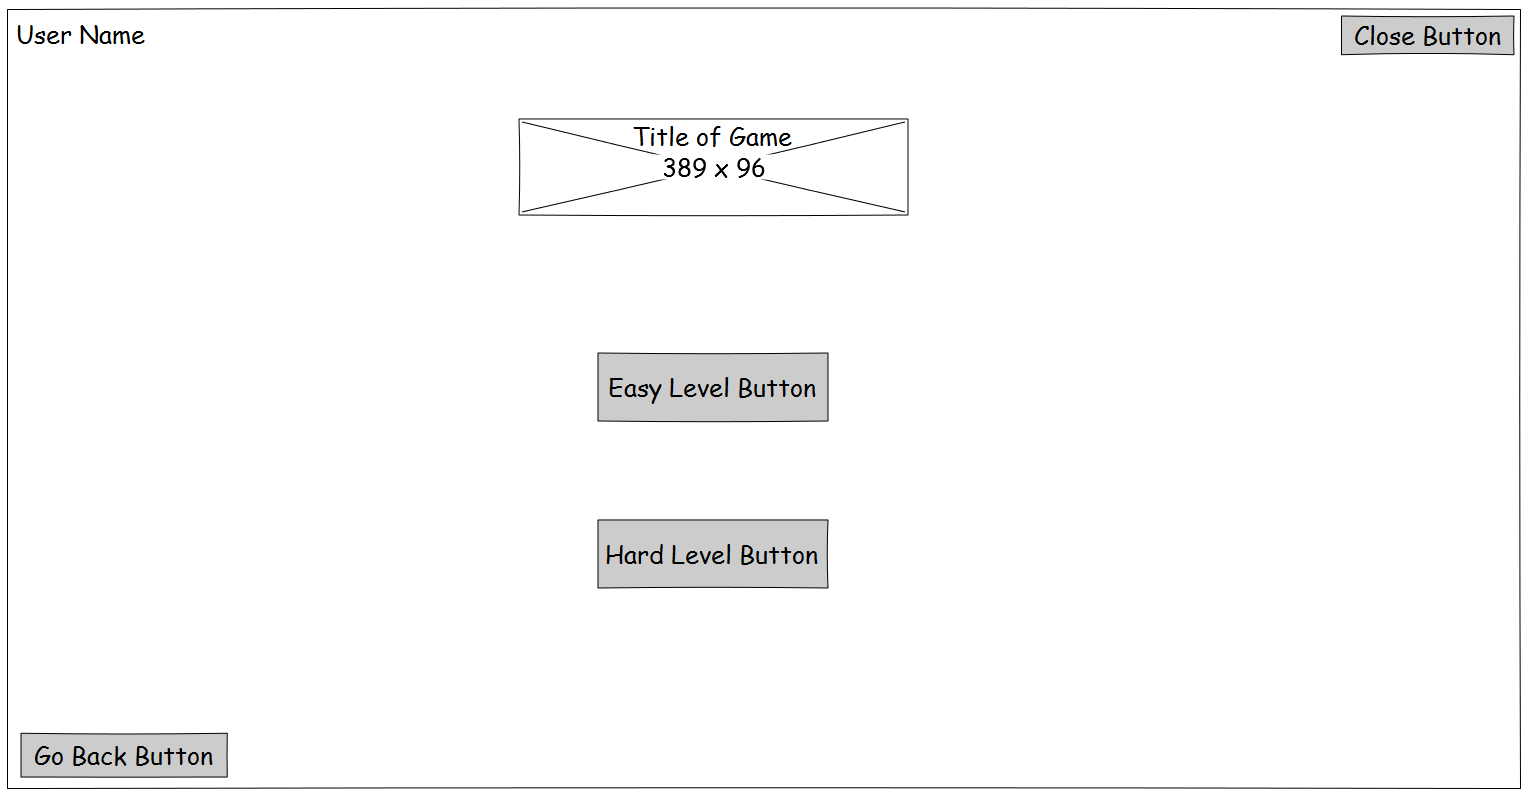 User Name
Close Button
Title of Game
389 x 96
Easy Level Button
Hard Level Button
Go Back Button